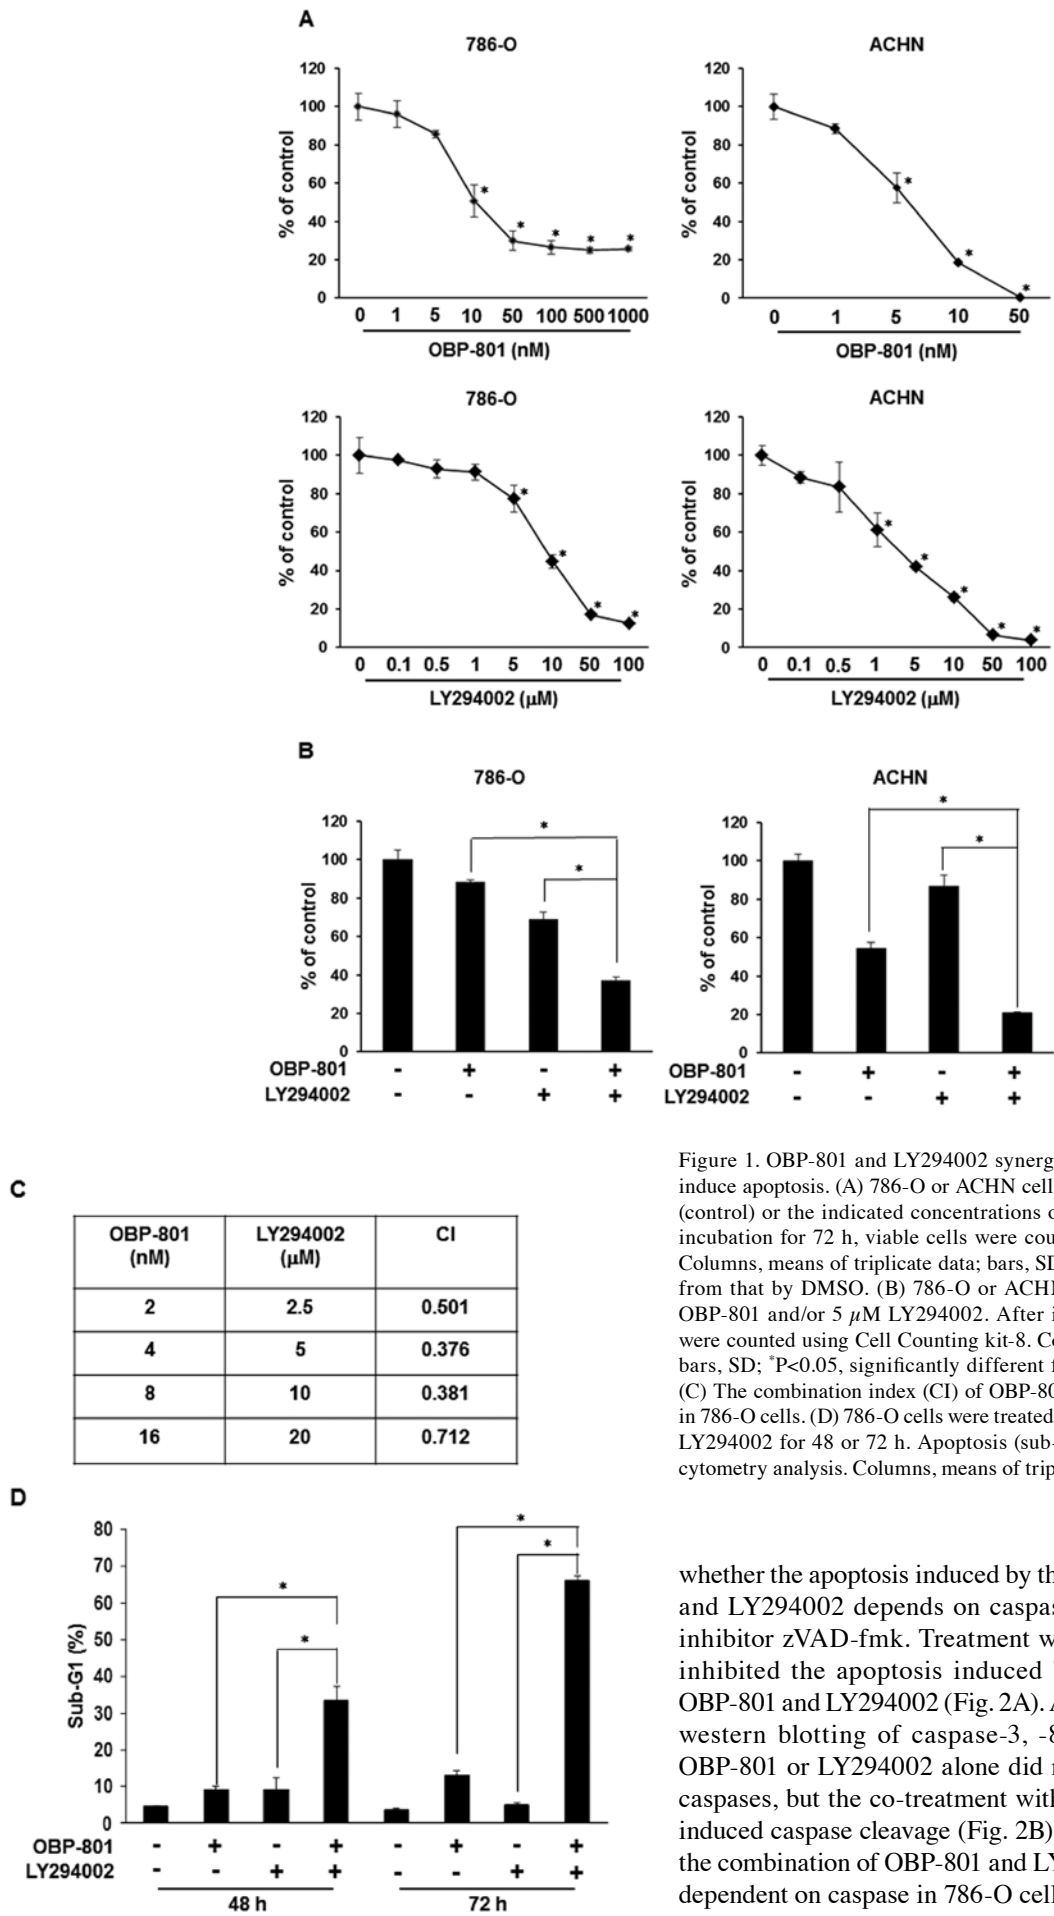 A
786-O
ACHN
120
100
80
60
40
20
0
% of control
0 1 5 10 50 100 500 1000
OBP-801 (nM)
120
100
80
60
40
20
0
% of control
0 1 5 10 50
OBP-801 (nM)
* * * * *
* * *
786-O
ACHN
120
100
80
60
40
20
0
% of control
0 0.1 0.5 1 5 10 50 100
LY294002 (µM)
120
100
80
60
40
20
0
% of control
0 0.1 0.5 1 5 10 50 100
LY294002 (µM)
* * * *
* * * * *
B
786-O
ACHN
120
100
80
60
40
20
0
% of control
* *
OBP-801 - + - +
LY294002 - - + +
120
100
80
60
40
20
0
% of control
* *
OBP-801 - + - +
LY294002 - - + +
C
OBP-801 (nM) LY294002 (µM) CI
2 2.5 0.501
4 5 0.376
8 10 0.381
16 20 0.712
D
80
70
60
50
40
30
20
10
0
Sub-G1 (%)
* * * *
OBP-801 - + - + - + - +
LY294002 - - + + - - + +
48 h 72 h
Figure 1. OBP-801 and LY294002 synerg
induce apoptosis. (A) 786-O or ACHN cell
(control) or the indicated concentrations o
incubation for 72 h, viable cells were cou
Columns, means of triplicate data; bars, SD
from that by DMSO. (B) 786-O or ACHN
OBP-801 and/or 5 µM LY294002. After i
were counted using Cell Counting kit-8. Co
bars, SD; *P<0.05, significantly different f
(C) The combination index (CI) of OBP-80
in 786-O cells. (D) 786-O cells were treated
LY294002 for 48 or 72 h. Apoptosis (sub-
cytometry analysis. Columns, means of trip
whether the apoptosis induced by th
and LY294002 depends on caspas
inhibitor zVAD-fmk. Treatment w
inhibited the apoptosis induced b
OBP-801 and LY294002 (Fig. 2A). A
western blotting of caspase-3, -8
OBP-801 or LY294002 alone did n
caspases, but the co-treatment with
induced caspase cleavage (Fig. 2B)
the combination of OBP-801 and LY
dependent on caspase in 786-O cell